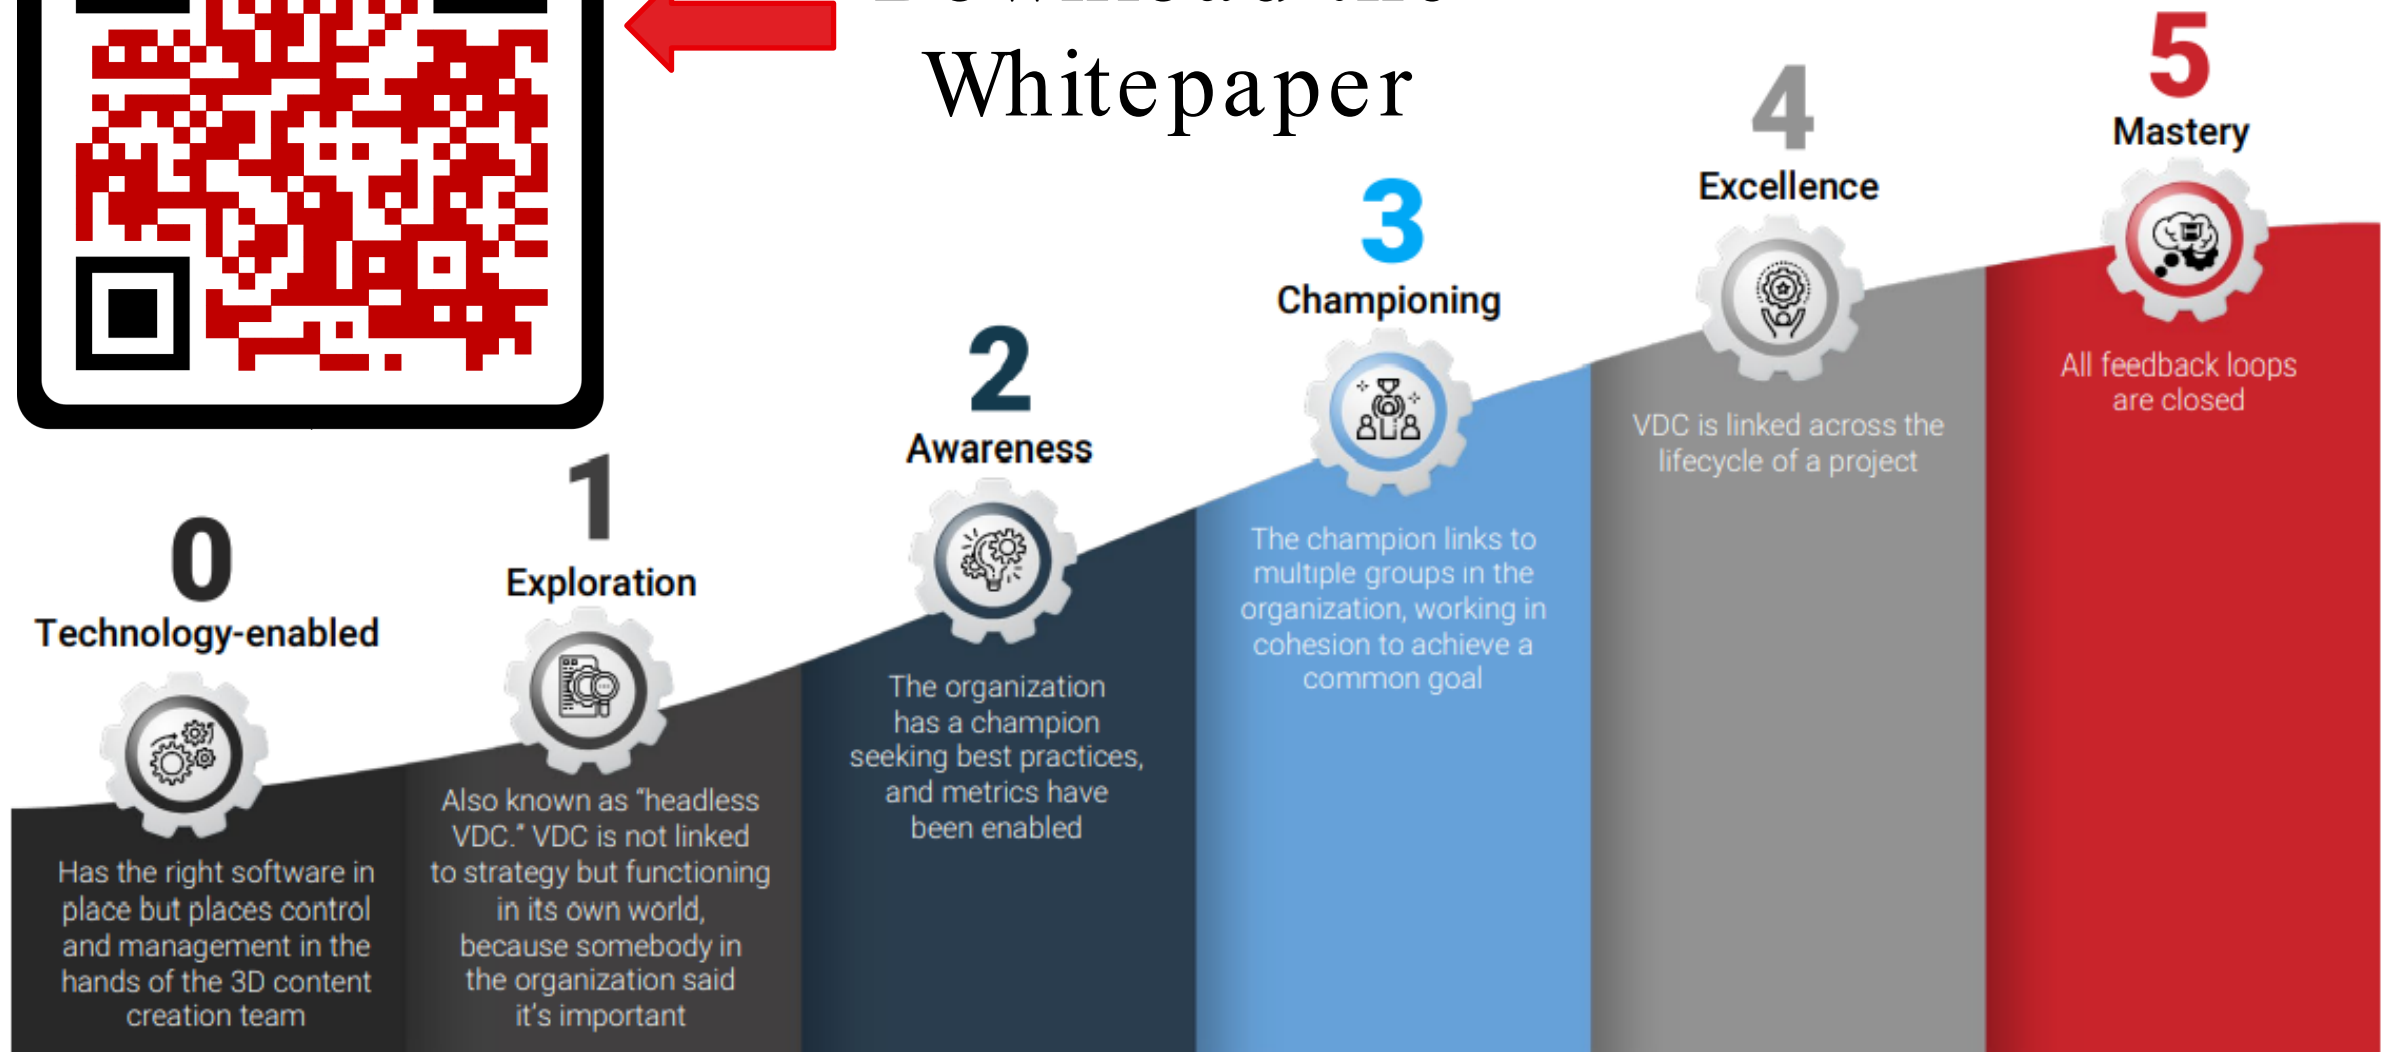 Download the
Whitepaper
0
Technology-enabled
Has the right software in
place but places control
and management in the
hands of the 3D content
creation team
1
Exploration
Also known as “headless
VDC.” VDC is not linked
to strategy but functioning
in its own world,
because somebody in
the organization said
it's important
2
Awareness
The organization
has a champion
seeking best practices,
and metrics have
been enabled
3
Championing
The champion links to
multiple groups in the
organization, working in
cohesion to achieve a
common goal
4
Excellence
VDC is linked across the
lifecycle of a project
5
Mastery
All feedback loops
are closed